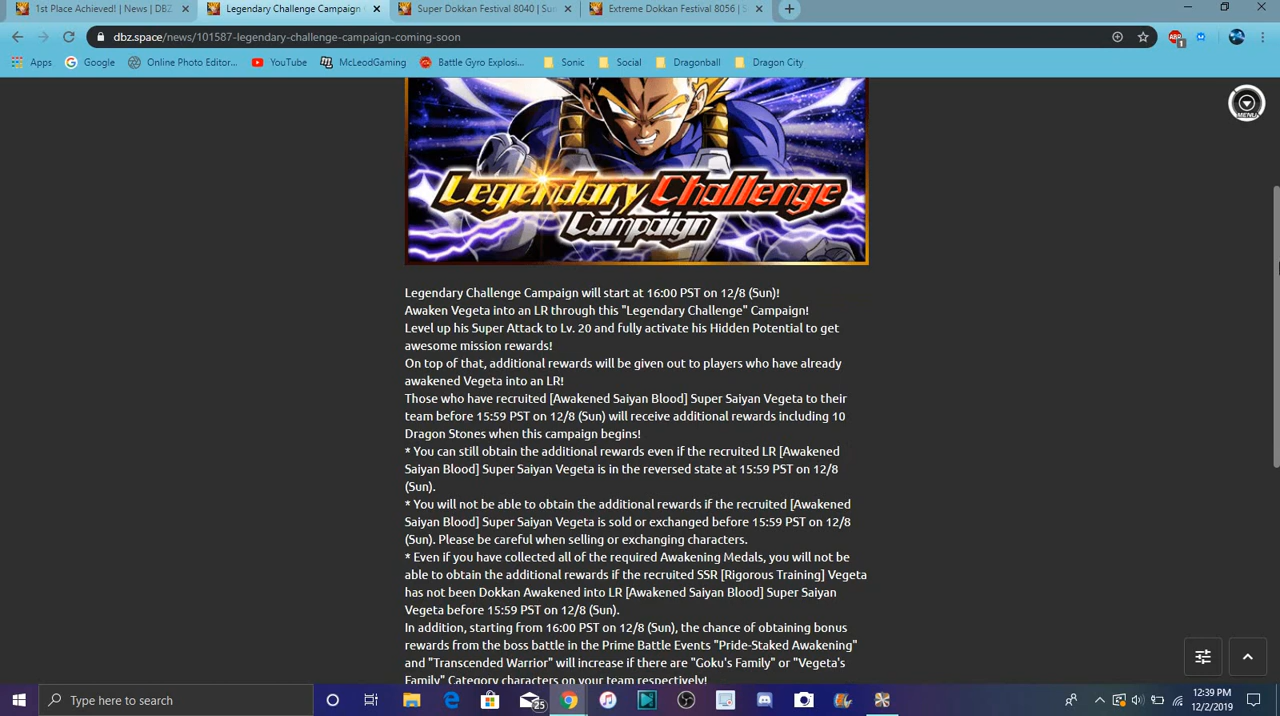 1st Place Achieved! | News | DBZ
Legendary Challenge Campaign
Super Dokkan Festival 8040 | Su
Extreme Dokkan Festival 8056 | S
dbz.space/news/101587-legendary-challenge-campaign-coming-soon
ABP
1
Apps
Google
Online Photo Editor...
YouTube
McLeodGaming
Battle Gyro Explosi...
Sonic
Social
Dragonball
Dragon City
MENU
Legendary Challenge
Campaign
Legendary Challenge Campaign will start at 16:00 PST on 12/8 (Sun)!
Awaken Vegeta into an LR through this "Legendary Challenge" Campaign!
Level up his Super Attack to Lv. 20 and fully activate his Hidden Potential to get
awesome mission rewards!
On top of that, additional rewards will be given out to players who have already
awakened Vegeta into an LR!
Those who have recruited [Awakened Saiyan Blood] Super Saiyan Vegeta to their
team before 15:59 PST on 12/8 (Sun) will receive additional rewards including 10
Dragon Stones when this campaign begins!
* You can still obtain the additional rewards even if the recruited LR [Awakened
Saiyan Blood] Super Saiyan Vegeta is in the reversed state at 15:59 PST on 12/8
(Sun).
* You will not be able to obtain the additional rewards if the recruited [Awakened
Saiyan Blood] Super Saiyan Vegeta is sold or exchanged before 15:59 PST on 12/8
(Sun). Please be careful when selling or exchanging characters.
* Even if you have collected all of the required Awakening Medals, you will not be
able to obtain the additional rewards if the recruited SSR [Rigorous Training] Vegeta
has not been Dokkan Awakened into LR [Awakened Saiyan Blood] Super Saiyan
Vegeta before 15:59 PST on 12/8 (Sun).
In addition, starting from 16:00 PST on 12/8 (Sun), the chance of obtaining bonus
rewards from the boss battle in the Prime Battle Events "Pride-Staked Awakening"
and "Transcended Warrior" will increase if there are "Goku's Family" or "Vegeta's
Family" Category characters on your team respectively!
Type here to search
25
12:39 PM
12/2/2019